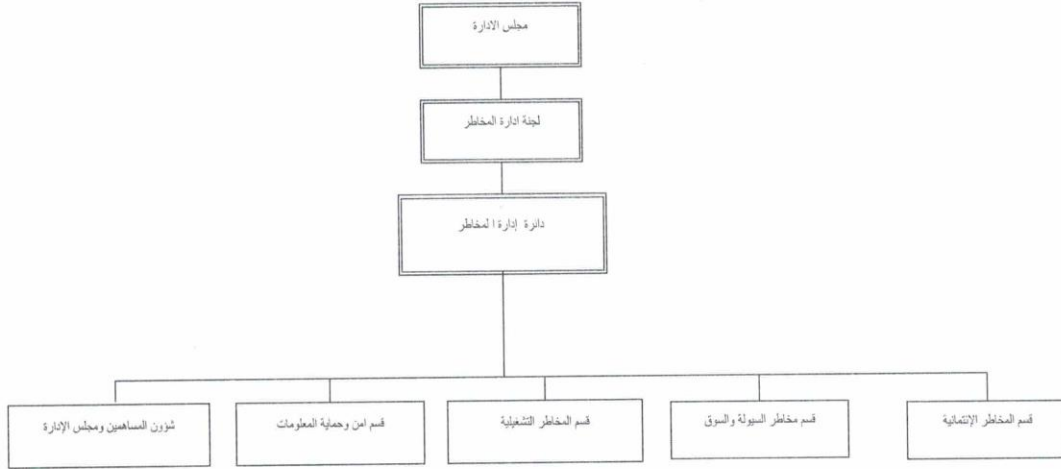 مجلس الادارة
لجنة ادارة المخاطر
دائرة إدارة المخاطر
قسم المخاطر الإئتمانية
قسم مخاطر السيولة والسوق
قسم المخاطر التشغيلية
قسم امن وحماية المعلومات
شؤون المساهمين ومجلس الإدارة